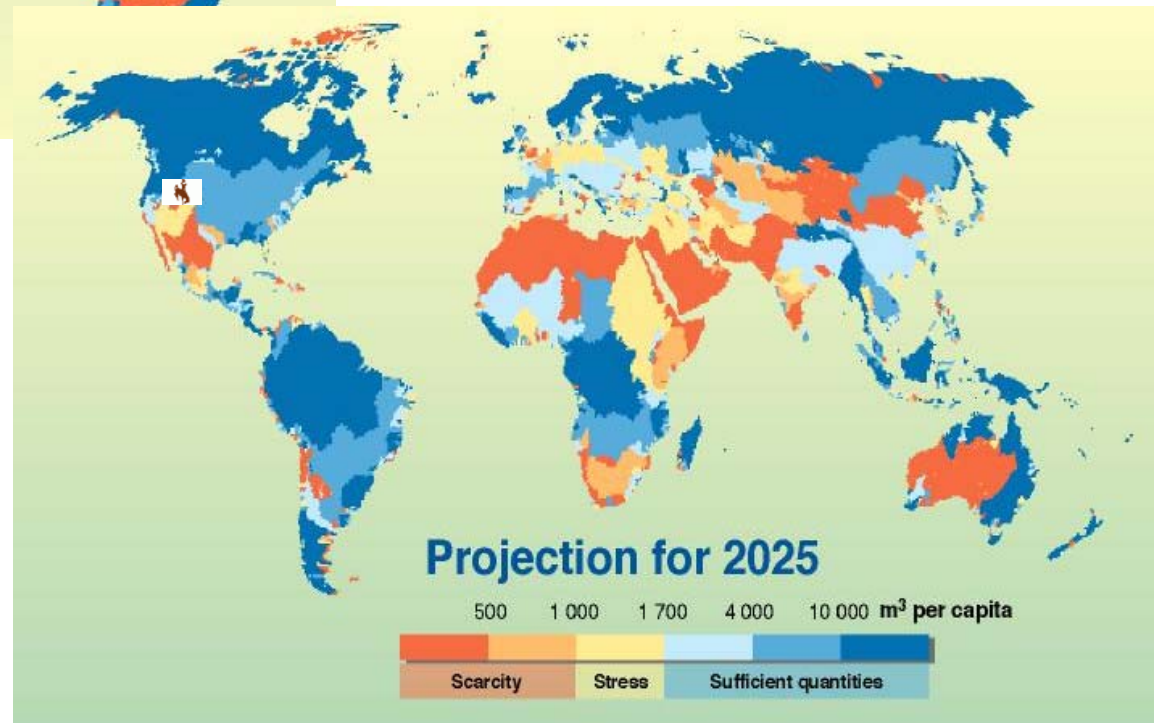 Projection for 2025
500 1 000 1 700 4 000 10 000 m³ per capita
Scarcity Stress Sufficient quantities